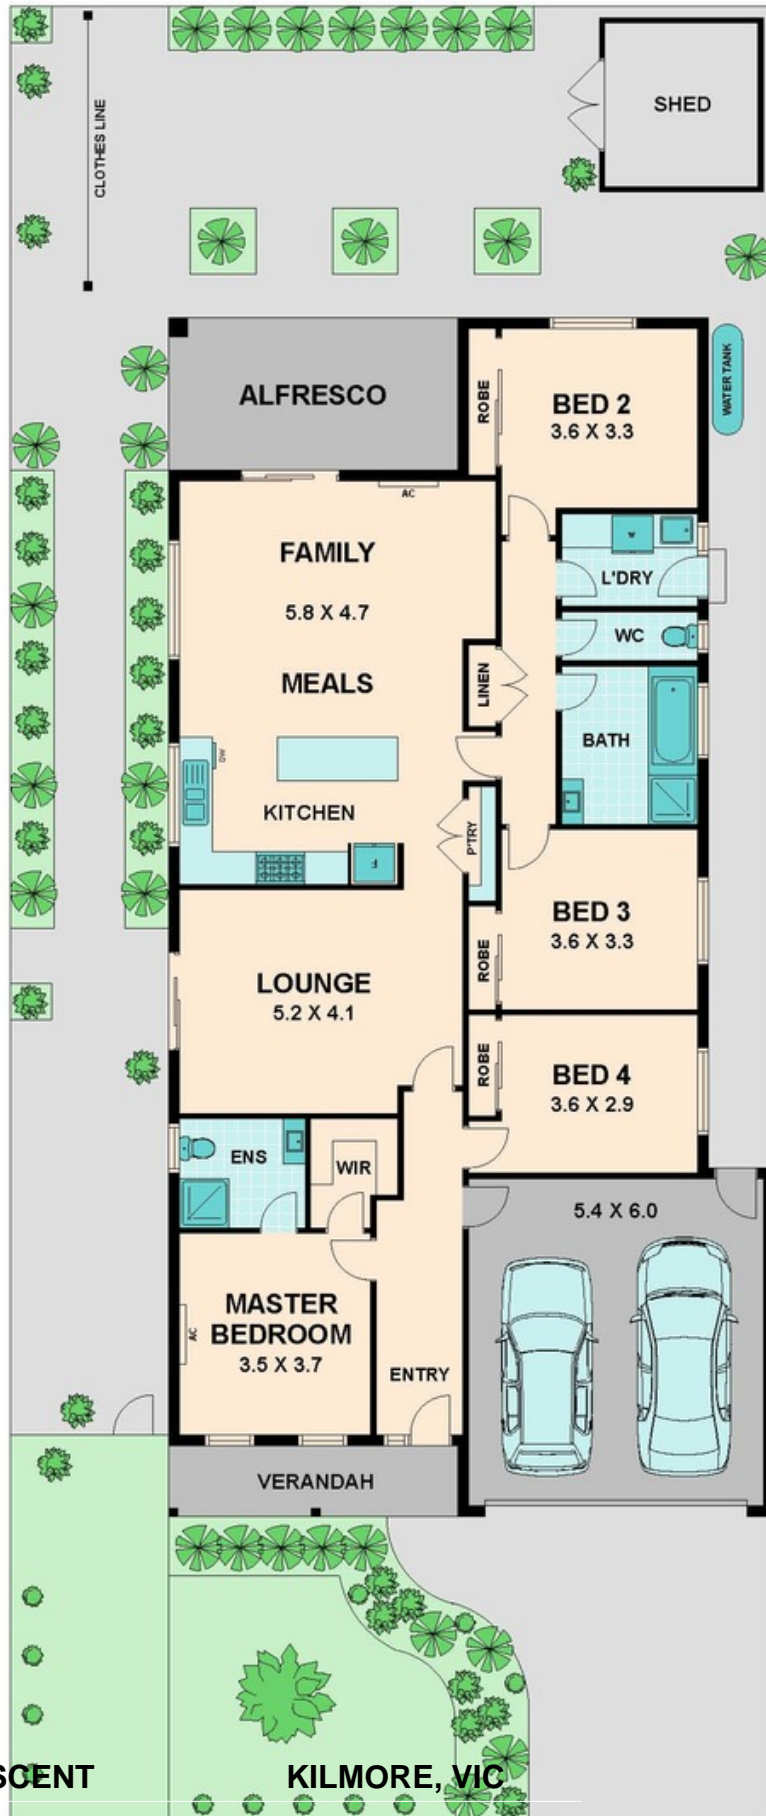 CLOTHES LINE
SHED
ALFRESCO
ROBE
BED 2
3.6 X 3.3
WATER TANK
AC
FAMILY
5.8 X 4.7
MEALS
W
L'DRY
WC
LINEN
BATH
DW
KITCHEN
P'TRY
F
BED 3
3.6 X 3.3
ROBE
LOUNGE
5.2 X 4.1
ROBE
BED 4
3.6 X 2.9
ENS
WIR
5.4 X 6.0
MASTER
BEDROOM
3.5 X 3.7
AC
ENTRY
VERANDAH
SCENT KILMORE, VIC